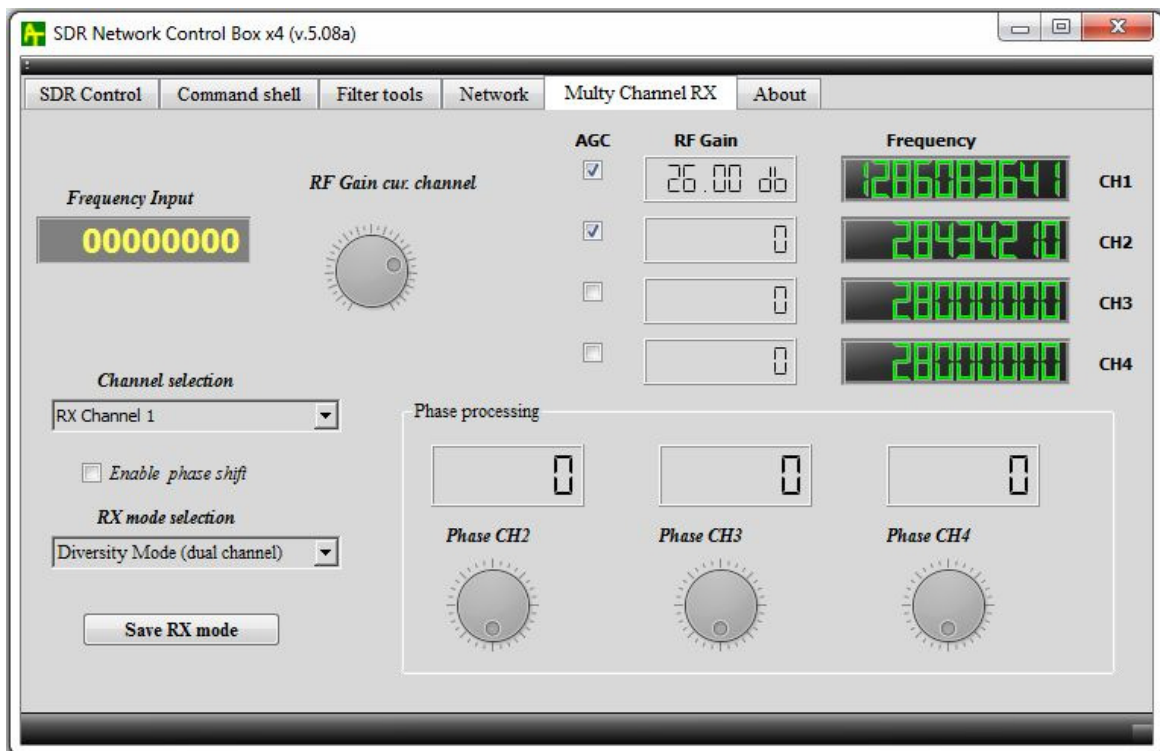 SDR Network Control Box x4 (v.5.08a)
SDR Control Command shell Filter tools Network Multy Channel RX About
AGC RF Gain Frequency
26.00 db 1286083641 CH1
Frequency Input RF Gain cur. channel
00000000
0 28434210 CH2
0 28000000 CH3
0 28000000 CH4
Channel selection
RX Channel 1
Phase processing
0 0 0
Enable phase shift
RX mode selection
Phase CH2 Phase CH3 Phase CH4
Diversity Mode (dual channel)
Save RX mode